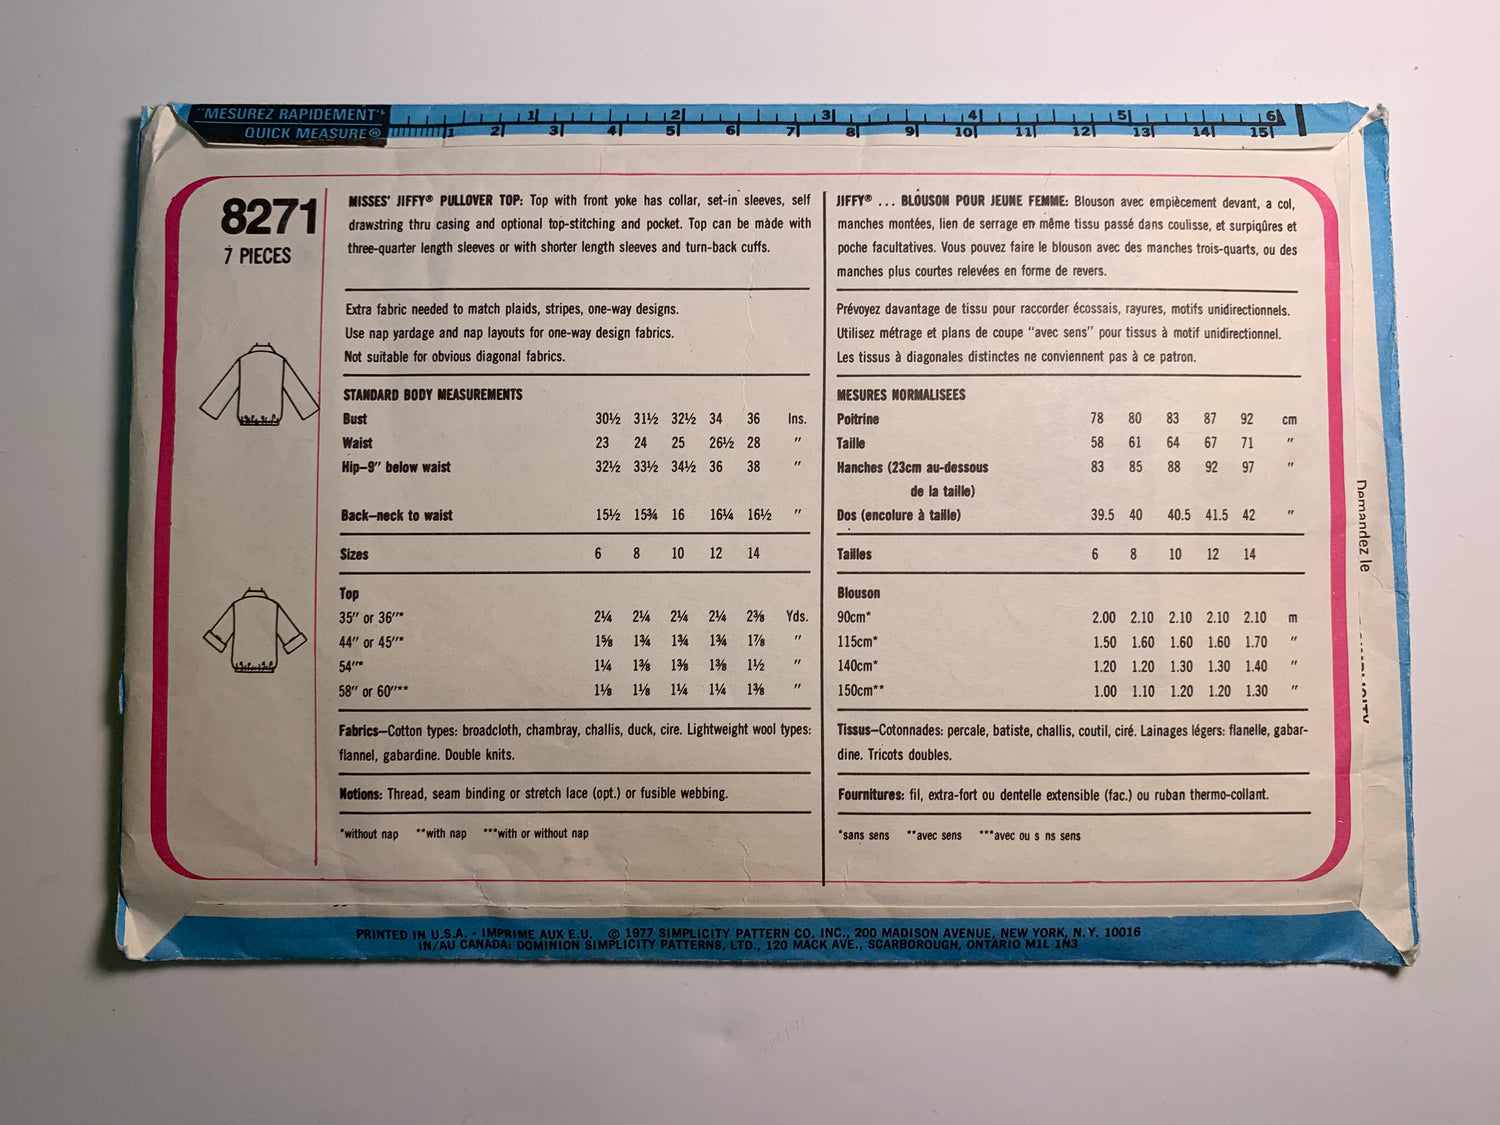 "MESUREZ RAPIDEMENT"
QUICK MEASURE®
1 2 3 4 5 6
1 2 3 4 5 6 7 8 9 10 11 12 13 14 15
8271
7 PIECES
MISSES' JIFFY® PULLOVER TOP: Top with front yoke has collar, set-in sleeves, self
drawstring thru casing and optional top-stitching and pocket. Top can be made with
three-quarter length sleeves or with shorter length sleeves and turn-back cuffs.
Extra fabric needed to match plaids, stripes, one-way designs.
Use nap yardage and nap layouts for one-way design fabrics.
Not suitable for obvious diagonal fabrics.
STANDARD BODY MEASUREMENTS
Bust 30½ 31½ 32½ 34 36 Ins.
Waist 23 24 25 26½ 28 "
Hip–9" below waist 32½ 33½ 34½ 36 38 "
Back–neck to waist 15½ 15¾ 16 16¼ 16½ "
Sizes 6 8 10 12 14
Top
35" or 36"* 2¼ 2¼ 2¼ 2¼ 2⅜ Yds.
44" or 45"* 1⅝ 1¾ 1¾ 1¾ 1⅞ "
54"* 1¼ 1⅜ 1⅜ 1⅜ 1½ "
58" or 60"** 1⅛ 1⅛ 1¼ 1¼ 1⅜ "
Fabrics—Cotton types: broadcloth, chambray, challis, duck, cire. Lightweight wool types:
flannel, gabardine. Double knits.
Notions: Thread, seam binding or stretch lace (opt.) or fusible webbing.
*without nap **with nap ***with or without nap
JIFFY® ... BLOUSON POUR JEUNE FEMME: Blouson avec empiècement devant, a col,
manches montées, lien de serrage en même tissu passé dans coulisse, et surpiqûres et
poche facultatives. Vous pouvez faire le blouson avec des manches trois-quarts, ou des
manches plus courtes relevées en forme de revers.
Prévoyez davantage de tissu pour raccorder écossais, rayures, motifs unidirectionnels.
Utilisez métrage et plans de coupe "avec sens" pour tissus à motif unidirectionnel.
Les tissus à diagonales distinctes ne conviennent pas à ce patron.
MESURES NORMALISEES
Poitrine 78 80 83 87 92 cm
Taille 58 61 64 67 71 "
Hanches (23cm au-dessous 83 85 88 92 97 "
de la taille)
Dos (encolure à taille) 39.5 40 40.5 41.5 42 "
Tailles 6 8 10 12 14
Blouson
90cm* 2.00 2.10 2.10 2.10 2.10 m
115cm* 1.50 1.60 1.60 1.60 1.70 "
140cm* 1.20 1.20 1.30 1.30 1.40 "
150cm** 1.00 1.10 1.20 1.20 1.30 "
Tissus—Cotonnades: percale, batiste, challis, coutil, ciré. Lainages légers: flanelle, gabar-
dine. Tricots doubles.
Fournitures: fil, extra-fort ou dentelle extensible (fac.) ou ruban thermo-collant.
*sans sens **avec sens ***avec ou s ns sens
Demandez le
PRINTED IN U.S.A. - IMPRIME AUX E.U. © 1977 SIMPLICITY PATTERN CO. INC., 200 MADISON AVENUE, NEW YORK, N.Y. 10016
IN/AU CANADA: DOMINION SIMPLICITY PATTERNS, LTD., 120 MACK AVE., SCARBOROUGH, ONTARIO M1L 1N3